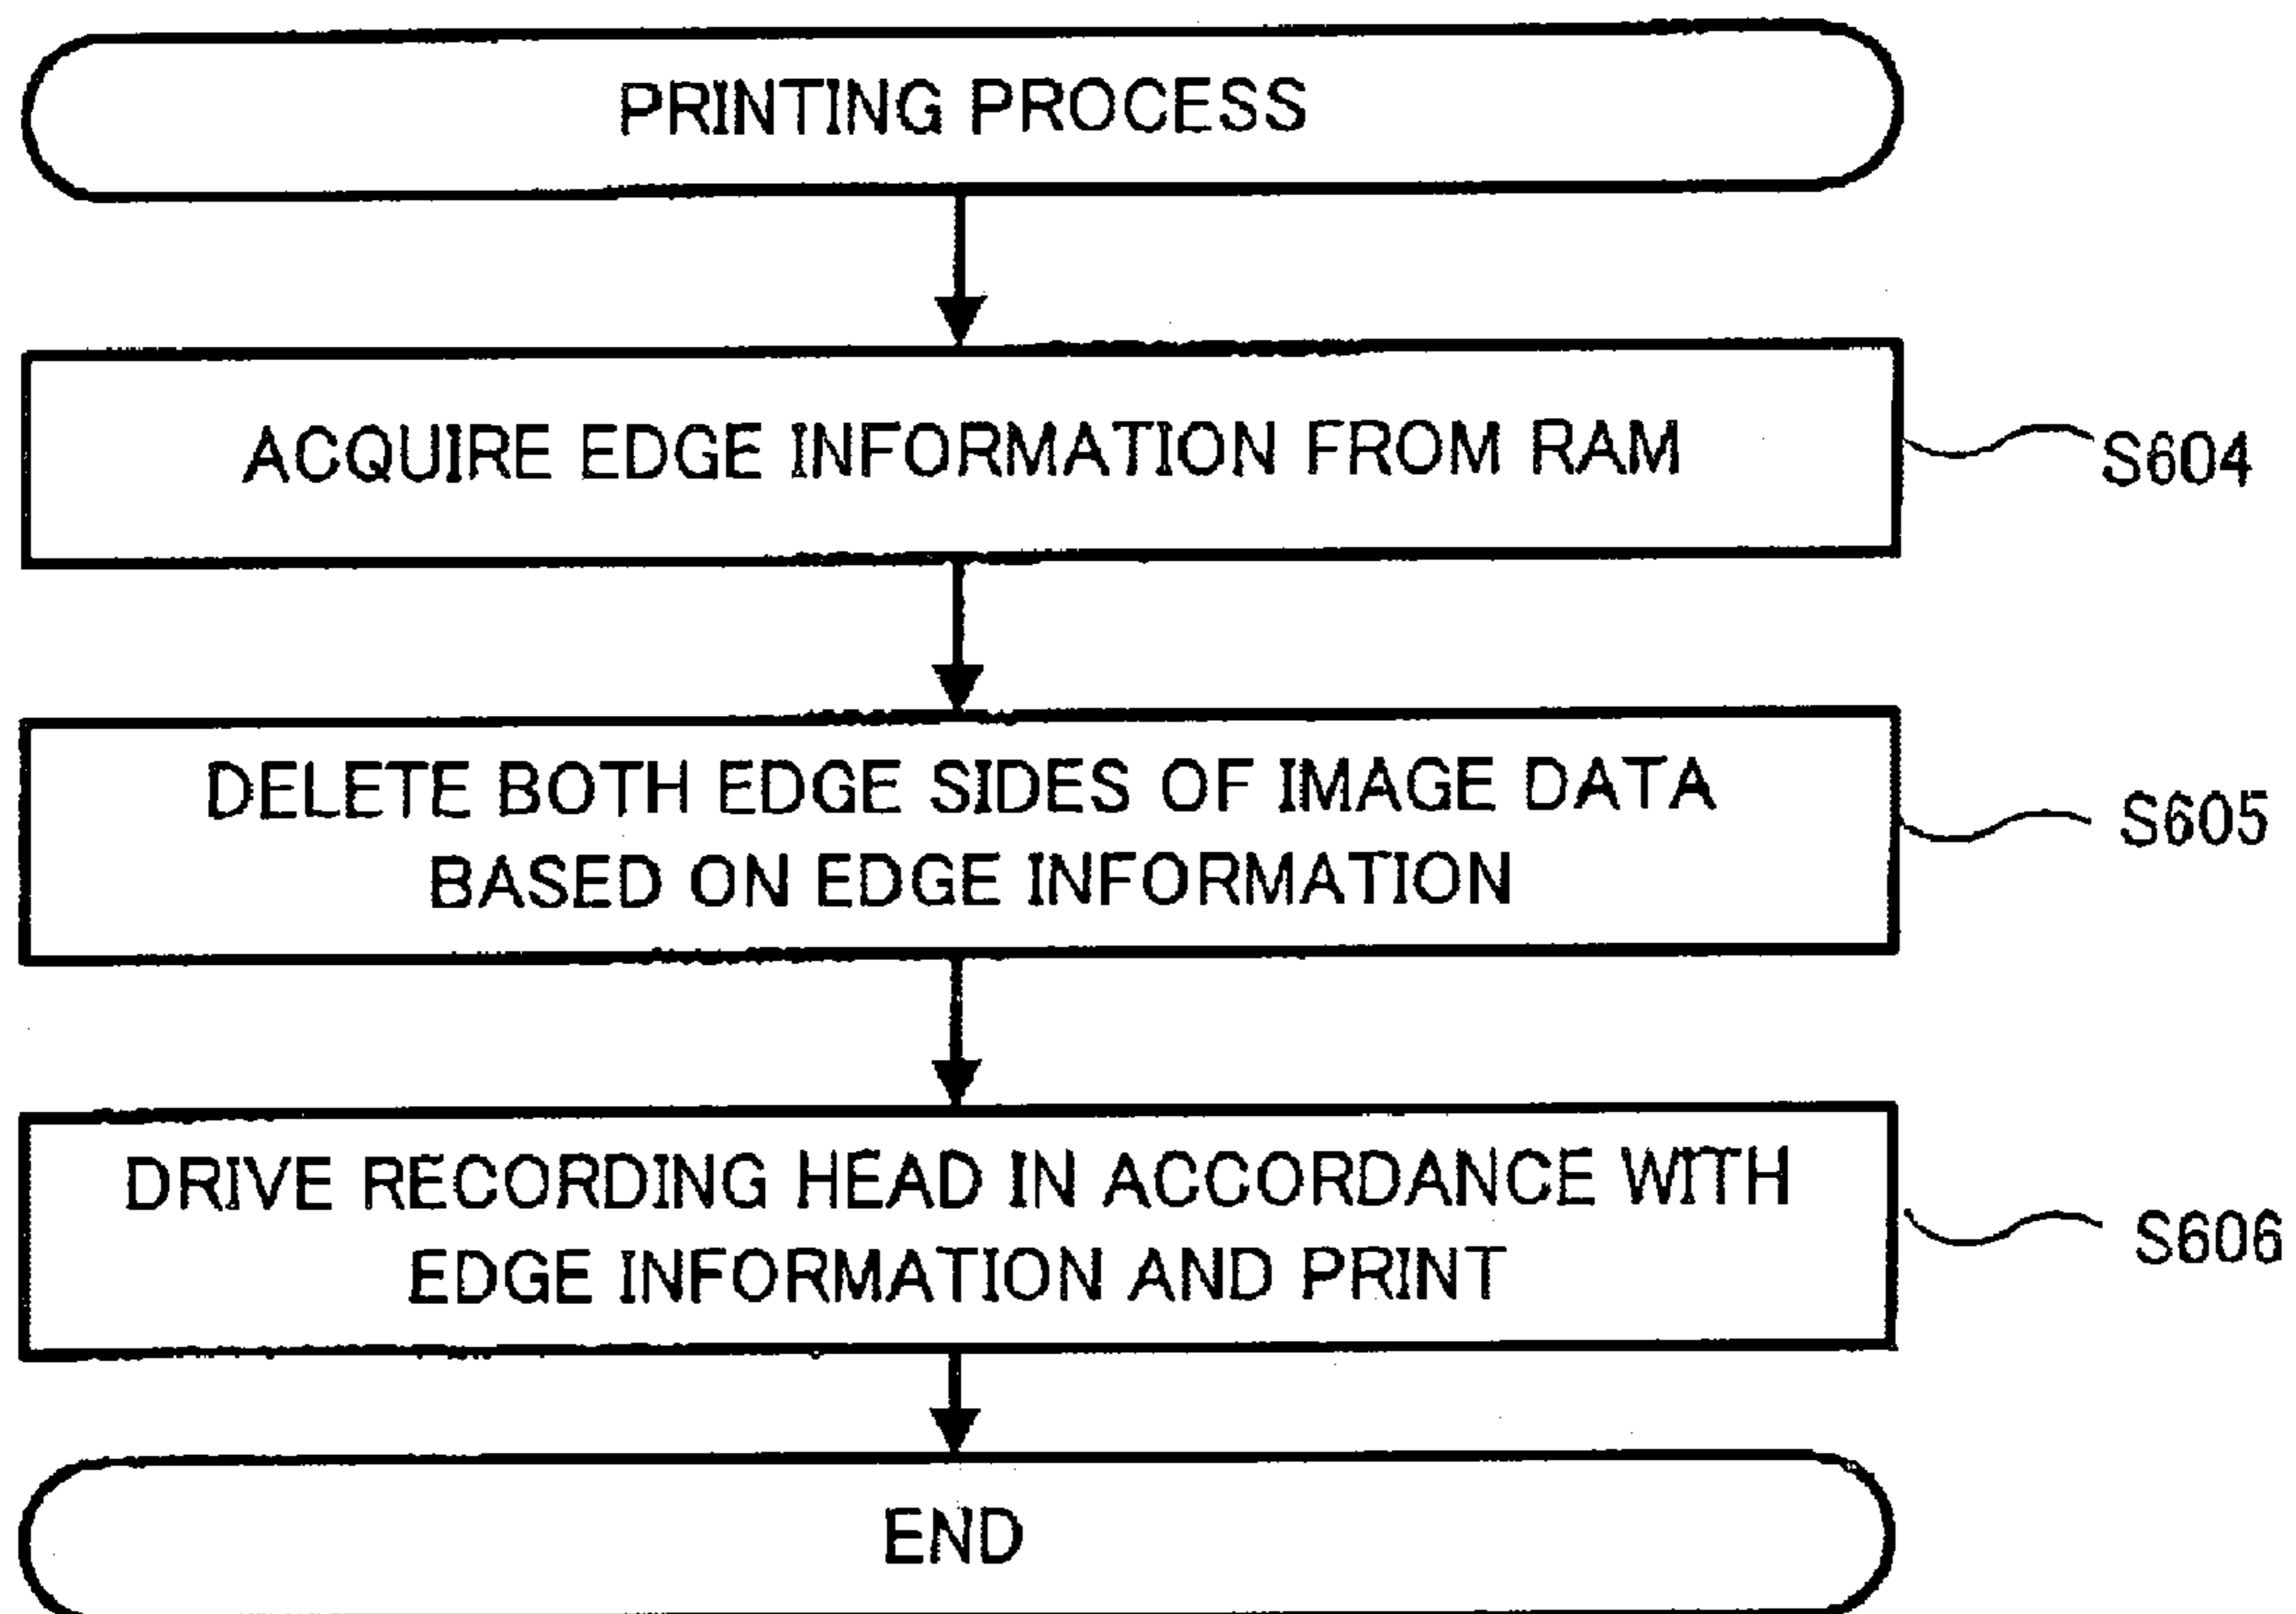 PRINTING PROCESS
ACQUIRE EDGE INFORMATION FROM RAM
S604
DELETE BOTH EDGE SIDES OF IMAGE DATA
BASED ON EDGE INFORMATION
S605
DRIVE RECORDING HEAD IN ACCORDANCE WITH
EDGE INFORMATION AND PRINT
S606
END